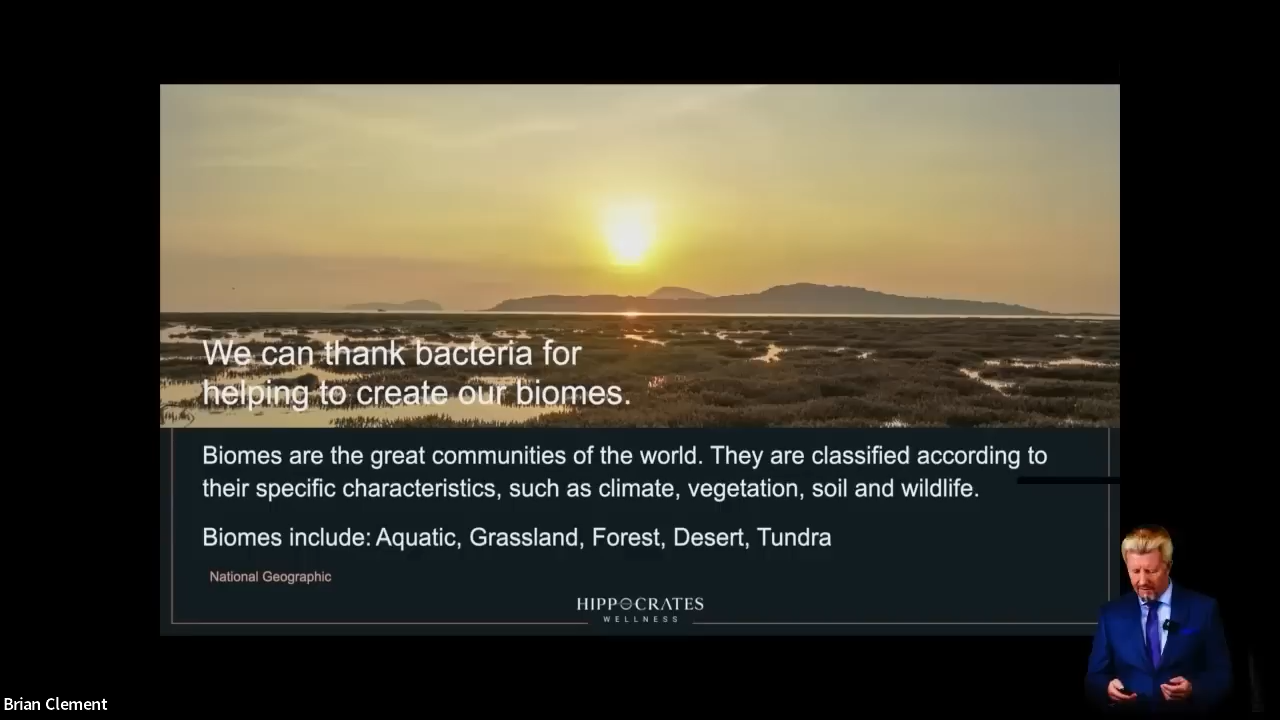 We can thank bacteria for
helping to create our biomes.
Biomes are the great communities of the world. They are classified according to
their specific characteristics, such as climate, vegetation, soil and wildlife.
Biomes include: Aquatic, Grassland, Forest, Desert, Tundra
National Geographic
HIPPOCRATES
WELLNESS
Brian Clement